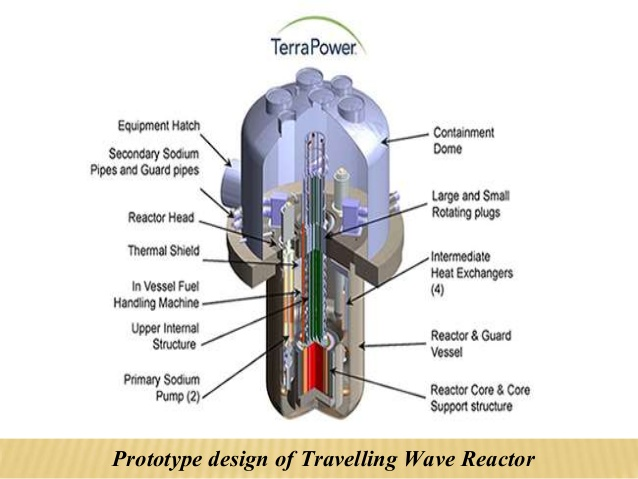 TerraPower
Equipment Hatch
Secondary Sodium
Pipes and Guard pipes
Reactor Head
Thermal Shield
In Vessel Fuel
Handling Machine
Upper Internal
Structure
Primary Sodium
Pump (2)
Containment
Dome
Large and Small
Rotating plugs
Intermediate
Heat Exchangers
(4)
Reactor & Guard
Vessel
Reactor Core & Core
Support structure
Prototype design of Travelling Wave Reactor